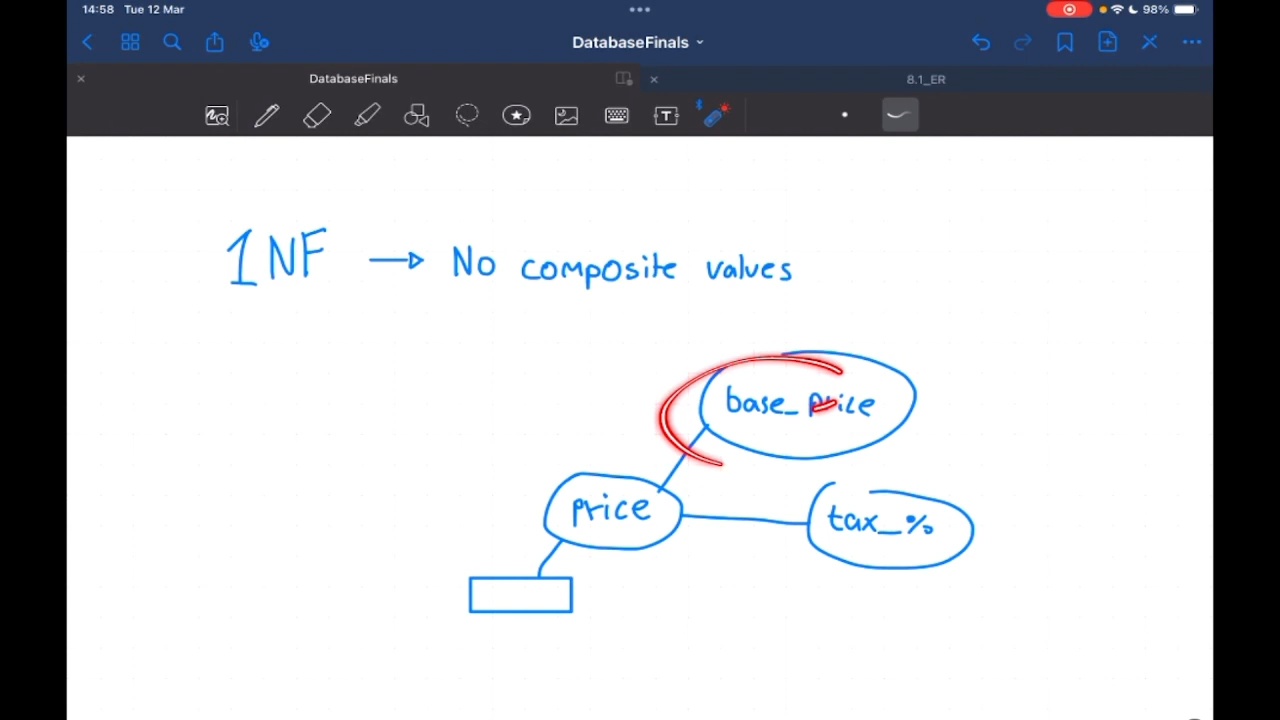 14:58 Tue 12 Mar
98%
DatabaseFinals
DatabaseFinals
8.1_ER
T
1NF → No composite values
base_price
price
tax_%